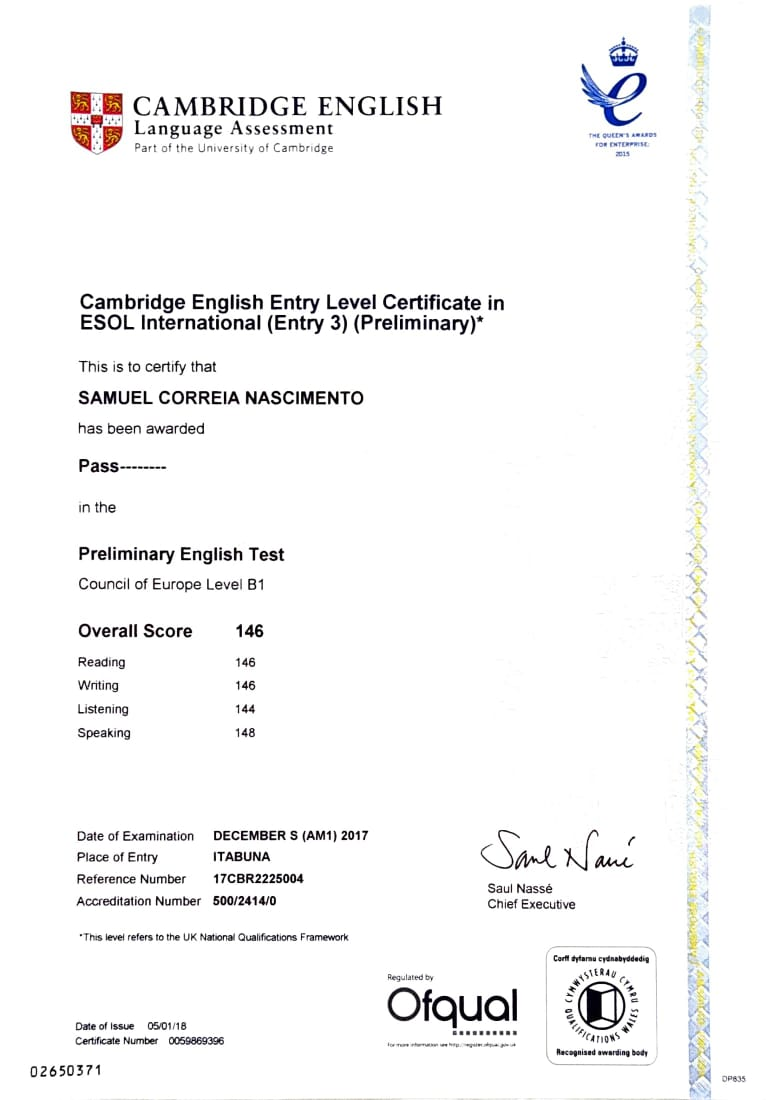 CAMBRIDGE ENGLISH
Language Assessment
Part of the University of Cambridge
THE QUEEN'S AWARDS
FOR ENTERPRISE:
2015
Cambridge English Entry Level Certificate in
ESOL International (Entry 3) (Preliminary)*
This is to certify that
SAMUEL CORREIA NASCIMENTO
has been awarded
Pass--------
in the
Preliminary English Test
Council of Europe Level B1
Overall Score 146
Reading 146
Writing 146
Listening 144
Speaking 148
Date of Examination DECEMBER S (AM1) 2017
Place of Entry ITABUNA
Reference Number 17CBR2225004
Accreditation Number 500/2414/0
Saul Nassé
Saul Nassé
Chief Executive
*This level refers to the UK National Qualifications Framework
Regulated by
Ofqual
For more information see http://register.ofqual.gov.uk
Corff dyfarnu cydnabyddedig
CYMWYSTERAU CYMRU
QUALIFICATIONS WALES
Recognised awarding body
Date of Issue 05/01/18
Certificate Number 0059869396
02650371
DP835